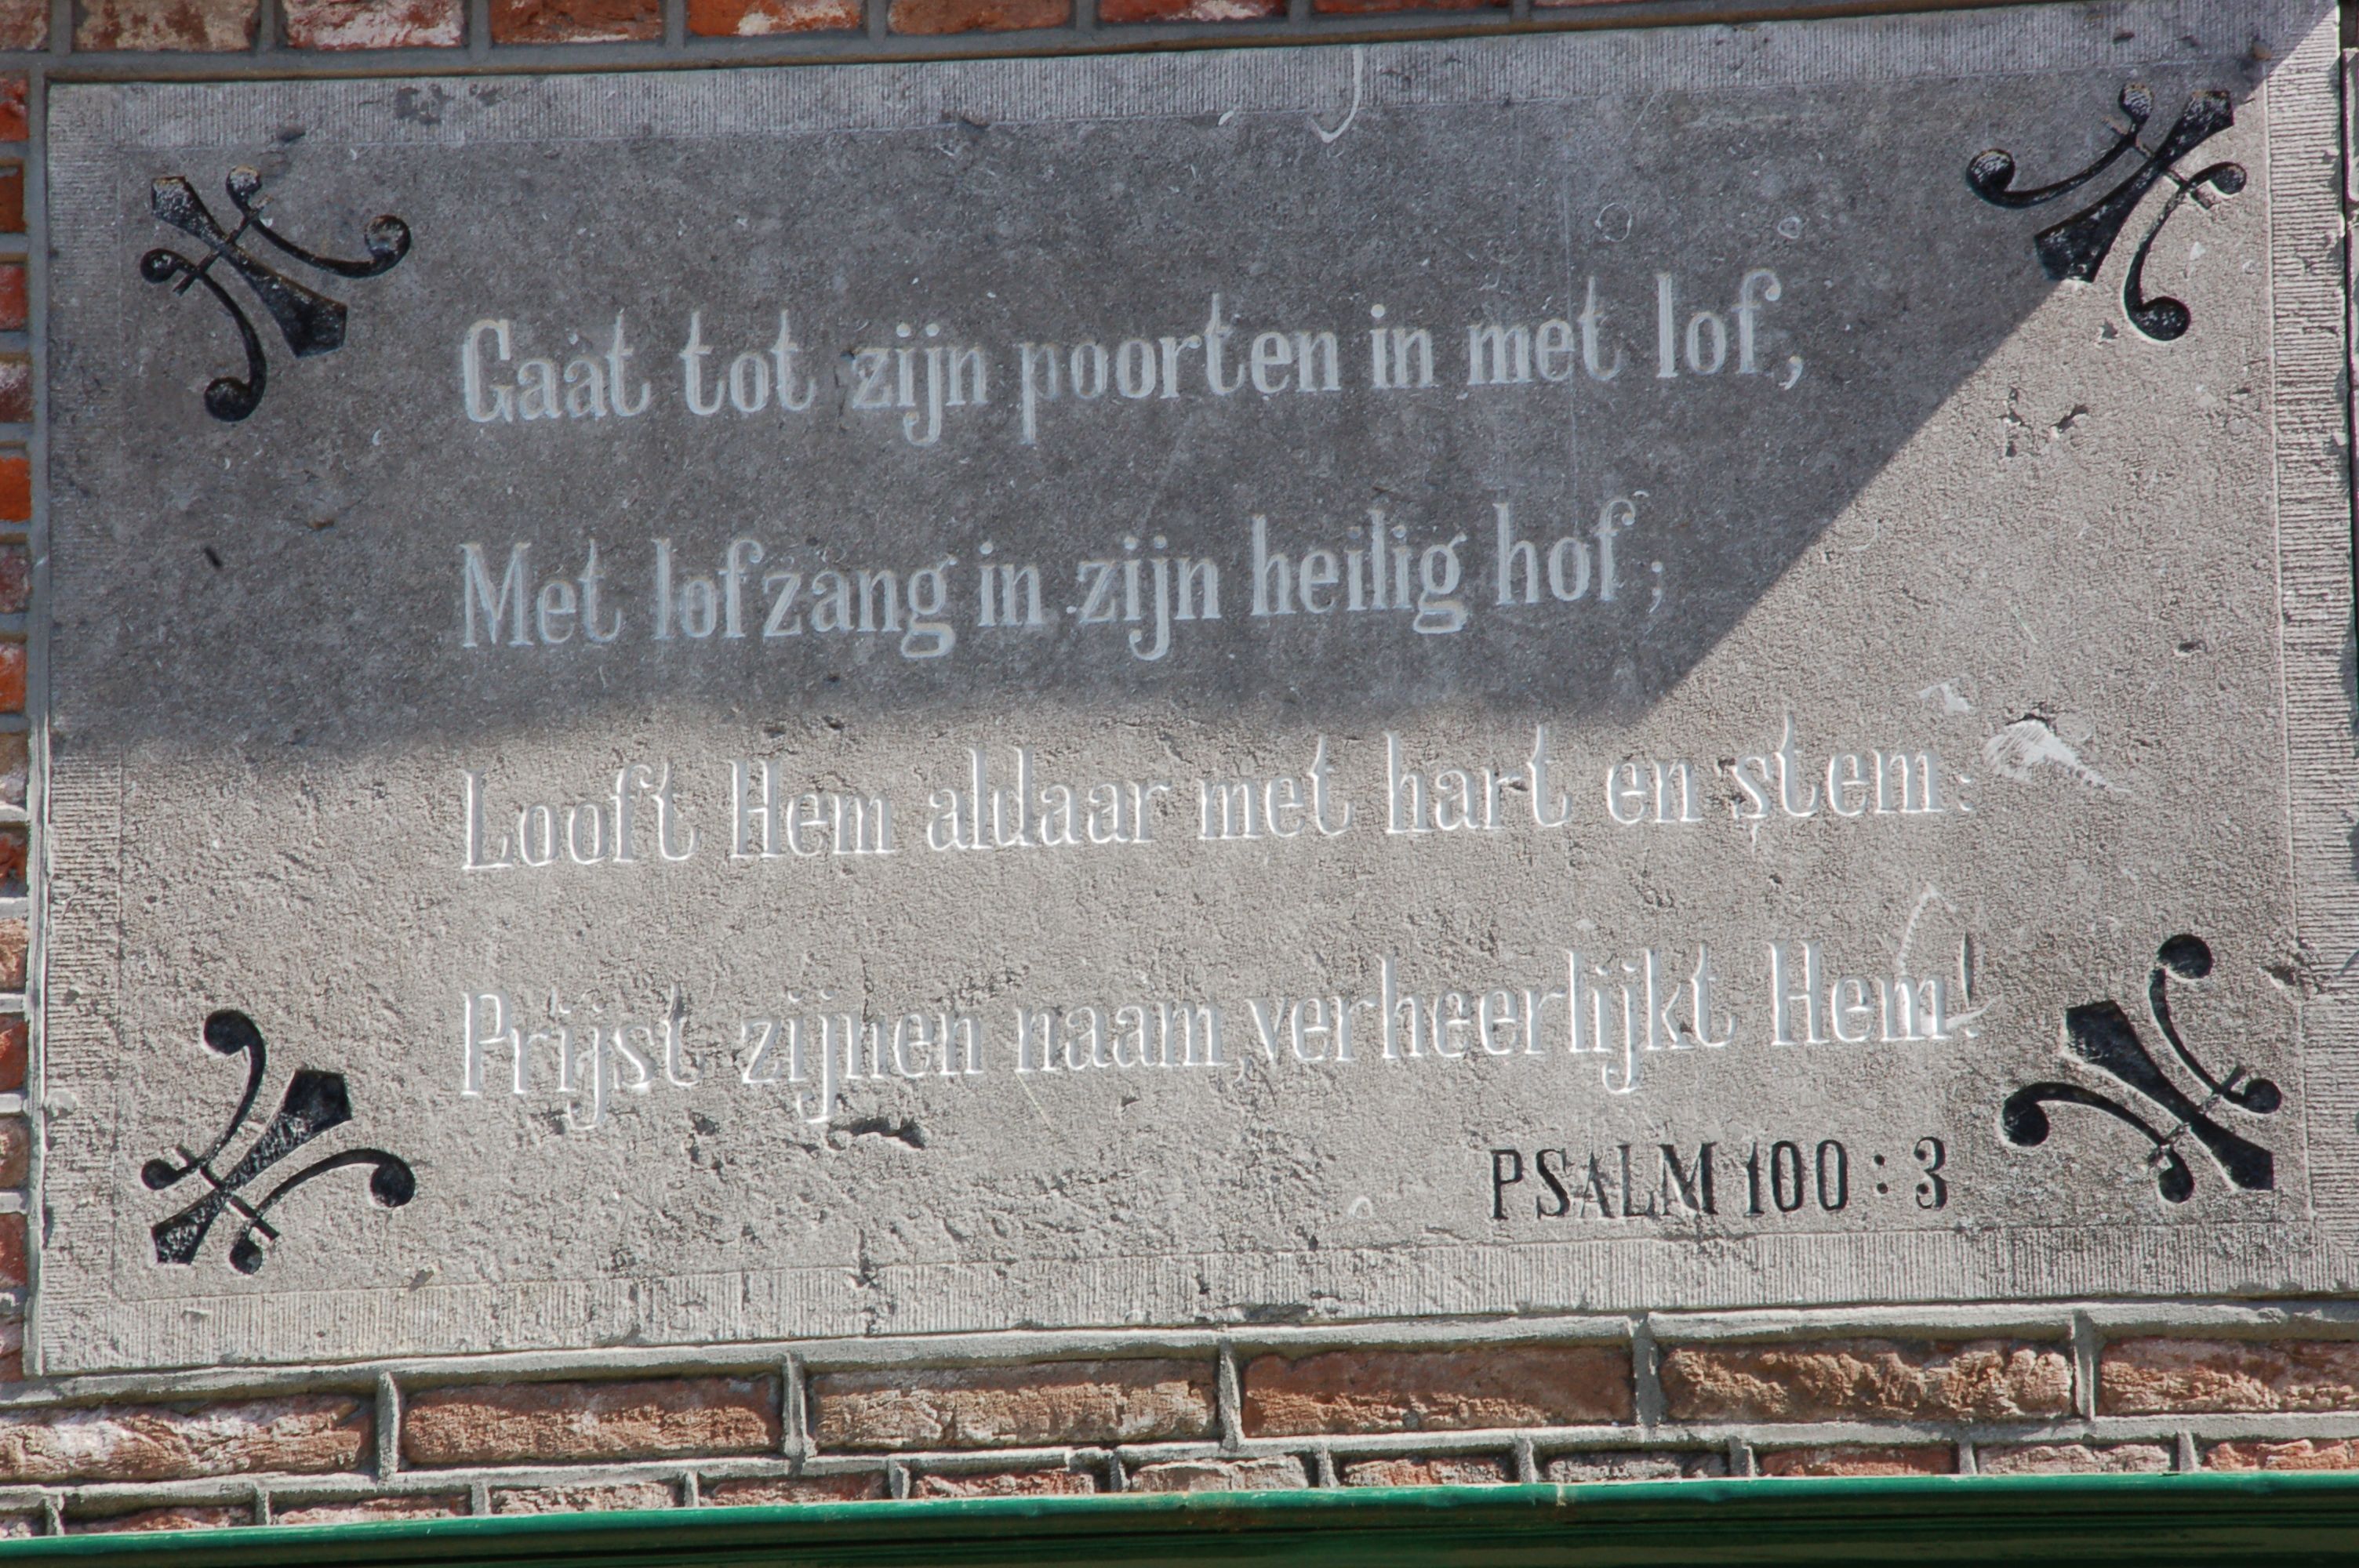 Gaat tot zijn poorten in met lof,
Met lofzang in zijn heilig hof;
Looft Hem aldaar met hart en stem:
Prijst zijnen naam, verheerlijkt Hem!
PSALM 100 : 3